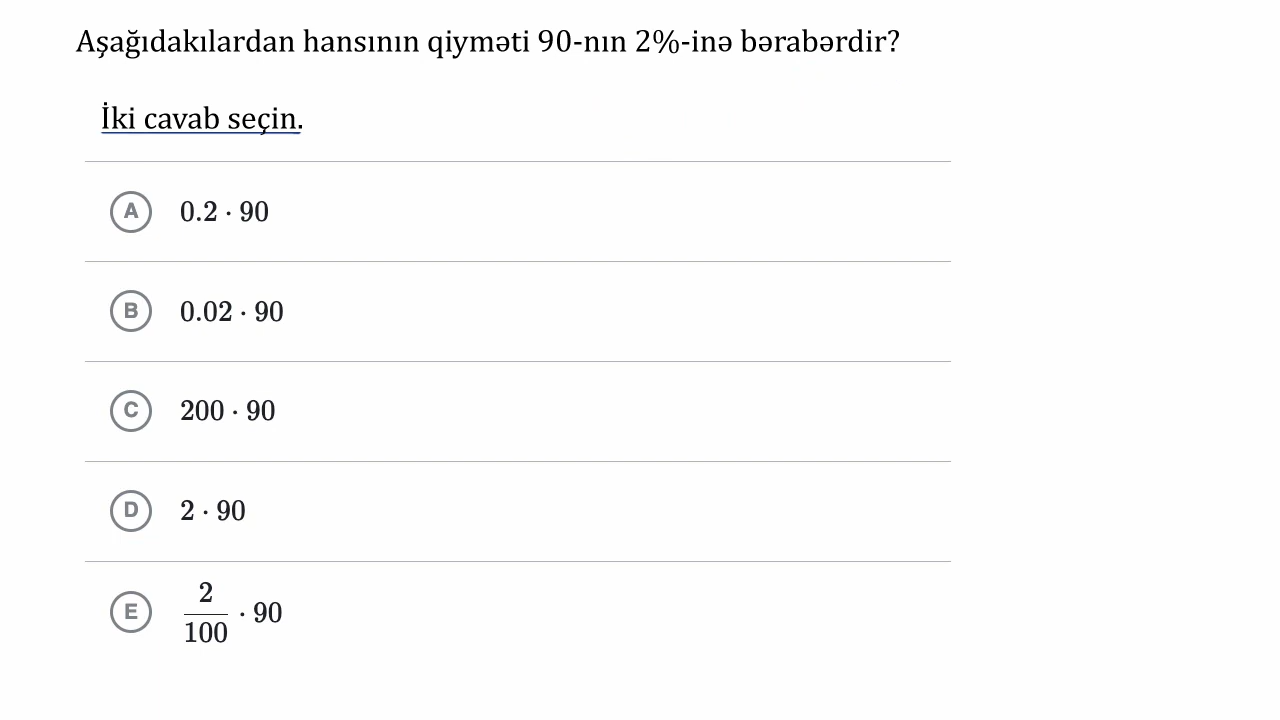 Aşağıdakılardan hansının qiyməti 90-nın 2%-inə bərabərdir?
İki cavab seçin.
A 0.2 · 90
B 0.02 · 90
C 200 · 90
D 2 · 90
E 2/100 · 90